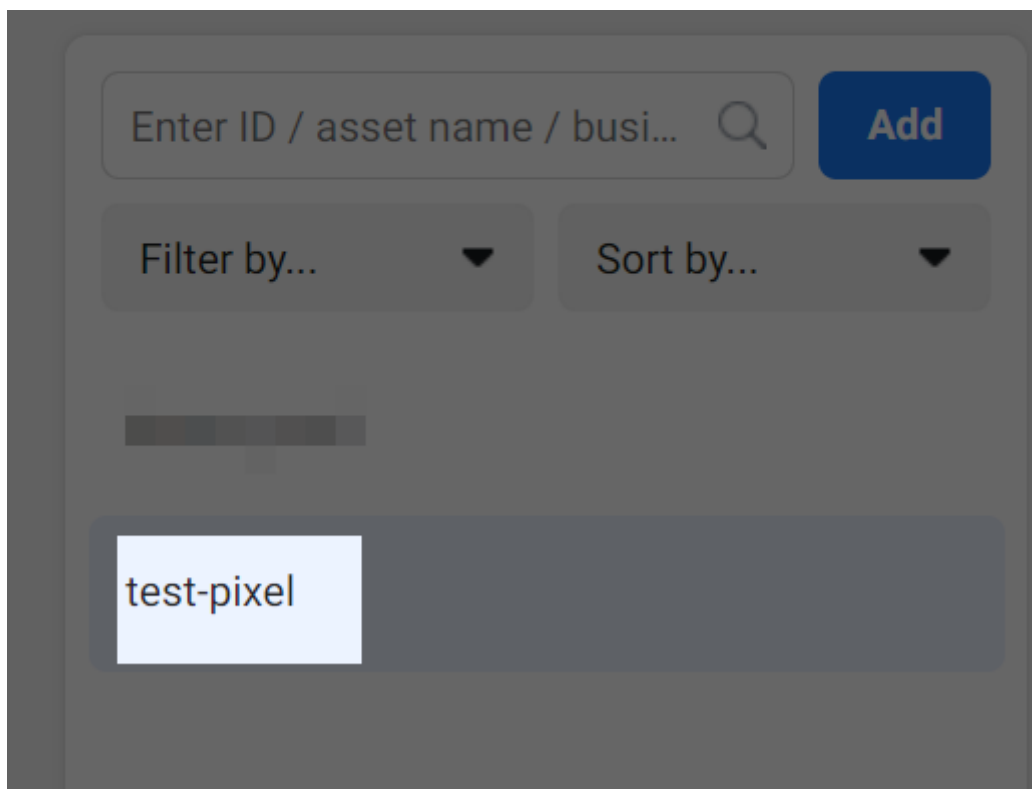 Enter ID / asset name / busi...
Add
Filter by...
Sort by...
test-pixel